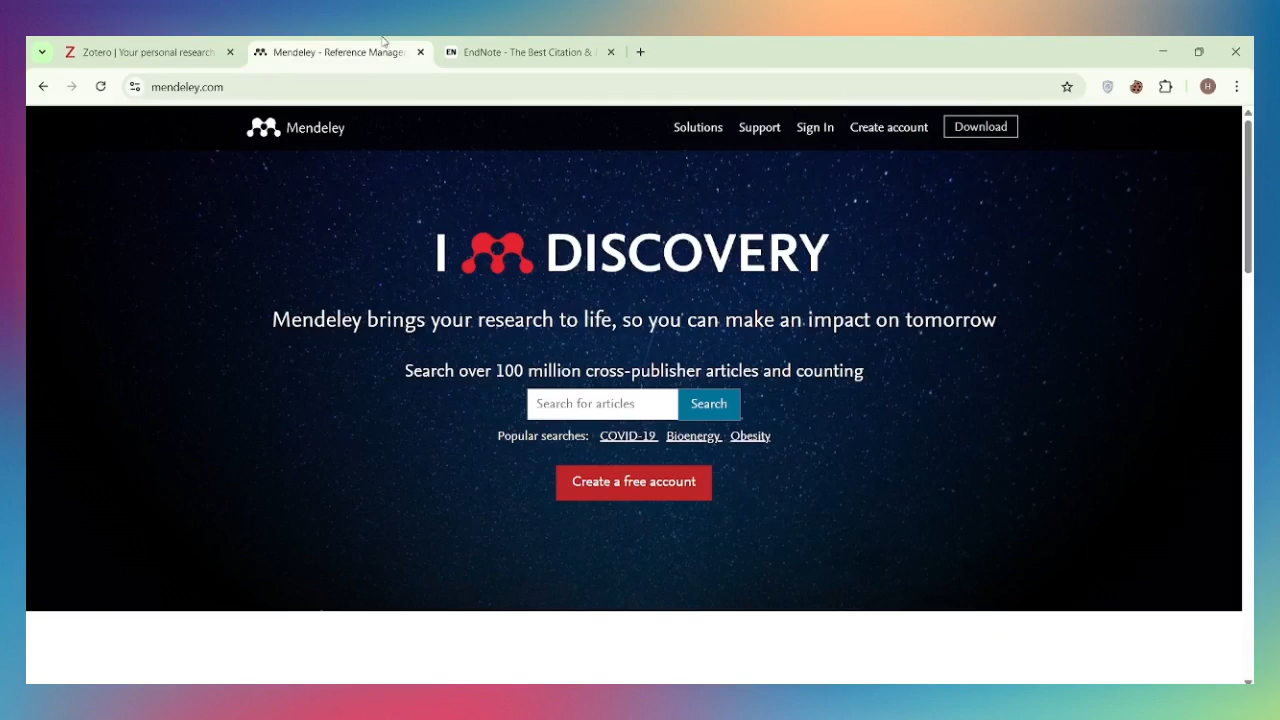 Zotero | Your personal research
Mendeley - Reference Manage
EN EndNote - The Best Citation &
mendeley.com
H
Mendeley
Solutions Support Sign In Create account Download
I DISCOVERY
Mendeley brings your research to life, so you can make an impact on tomorrow
Search over 100 million cross-publisher articles and counting
Search for articles Search
Popular searches: COVID-19 Bioenergy Obesity
Create a free account